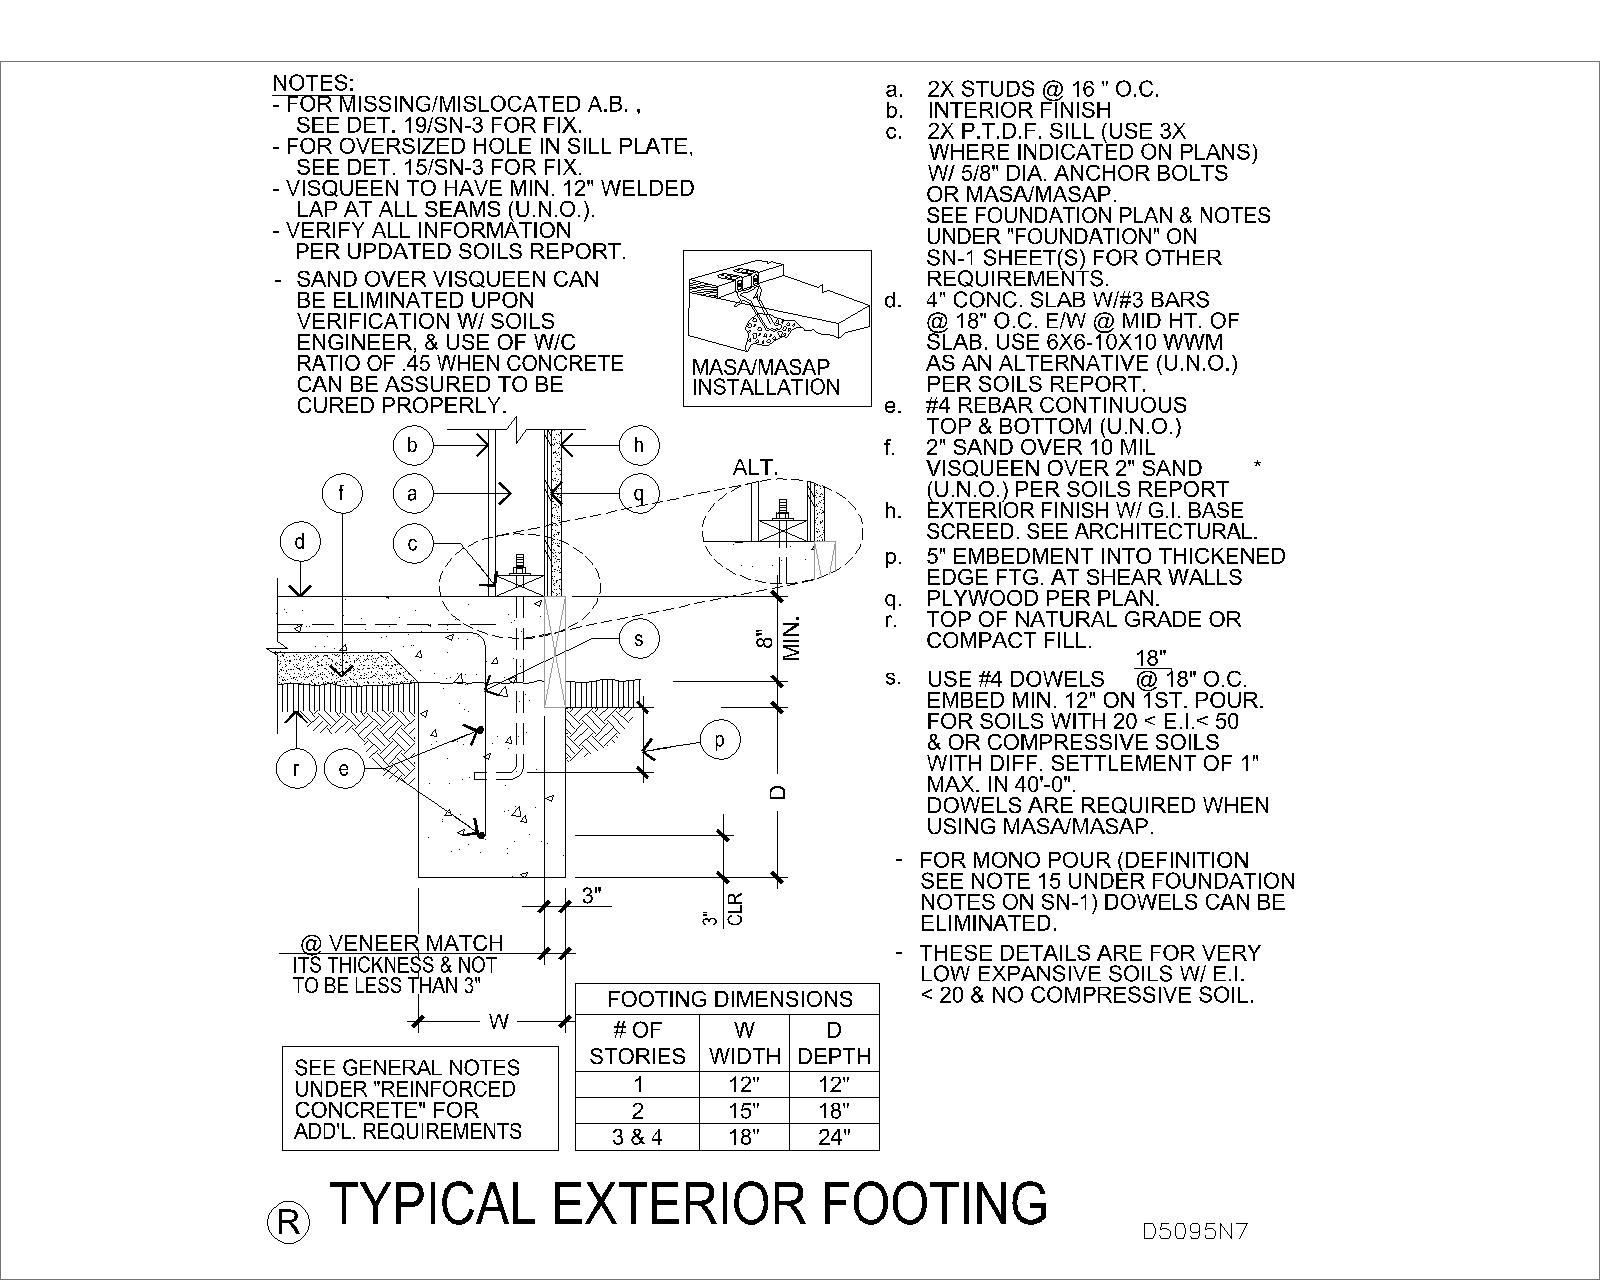 NOTES:
- FOR MISSING/MISLOCATED A.B. ,
SEE DET. 19/SN-3 FOR FIX.
- FOR OVERSIZED HOLE IN SILL PLATE,
SEE DET. 15/SN-3 FOR FIX.
- VISQUEEN TO HAVE MIN. 12" WELDED
LAP AT ALL SEAMS (U.N.O.).
- VERIFY ALL INFORMATION
PER UPDATED SOILS REPORT.
- SAND OVER VISQUEEN CAN
BE ELIMINATED UPON
VERIFICATION W/ SOILS
ENGINEER, & USE OF W/C
RATIO OF .45 WHEN CONCRETE
CAN BE ASSURED TO BE
CURED PROPERLY.
MASA/MASAP
INSTALLATION
b
h
f
a
q
d
c
ALT.
s
8"
MIN.
p
r
e
D
3"
3"
CLR
@ VENEER MATCH
ITS THICKNESS & NOT
TO BE LESS THAN 3"
W
SEE GENERAL NOTES
UNDER "REINFORCED
CONCRETE" FOR
ADD'L. REQUIREMENTS
FOOTING DIMENSIONS
# OF STORIES W WIDTH D DEPTH
1 12" 12"
2 15" 18"
3 & 4 18" 24"
a. 2X STUDS @ 16 " O.C.
b. INTERIOR FINISH
c. 2X P.T.D.F. SILL (USE 3X
WHERE INDICATED ON PLANS)
W/ 5/8" DIA. ANCHOR BOLTS
OR MASA/MASAP.
SEE FOUNDATION PLAN & NOTES
UNDER "FOUNDATION" ON
SN-1 SHEET(S) FOR OTHER
REQUIREMENTS.
d. 4" CONC. SLAB W/#3 BARS
@ 18" O.C. E/W @ MID HT. OF
SLAB. USE 6X6-10X10 WWM
AS AN ALTERNATIVE (U.N.O.)
PER SOILS REPORT.
e. #4 REBAR CONTINUOUS
TOP & BOTTOM (U.N.O.)
f. 2" SAND OVER 10 MIL
VISQUEEN OVER 2" SAND *
(U.N.O.) PER SOILS REPORT
h. EXTERIOR FINISH W/ G.I. BASE
SCREED. SEE ARCHITECTURAL.
p. 5" EMBEDMENT INTO THICKENED
EDGE FTG. AT SHEAR WALLS
q. PLYWOOD PER PLAN.
r. TOP OF NATURAL GRADE OR
COMPACT FILL.
18"
s. USE #4 DOWELS @ 18" O.C.
EMBED MIN. 12" ON 1ST. POUR.
FOR SOILS WITH 20 < E.I.< 50
& OR COMPRESSIVE SOILS
WITH DIFF. SETTLEMENT OF 1"
MAX. IN 40'-0".
DOWELS ARE REQUIRED WHEN
USING MASA/MASAP.
- FOR MONO POUR (DEFINITION
SEE NOTE 15 UNDER FOUNDATION
NOTES ON SN-1) DOWELS CAN BE
ELIMINATED.
- THESE DETAILS ARE FOR VERY
LOW EXPANSIVE SOILS W/ E.I.
< 20 & NO COMPRESSIVE SOIL.
R TYPICAL EXTERIOR FOOTING
D5095N7